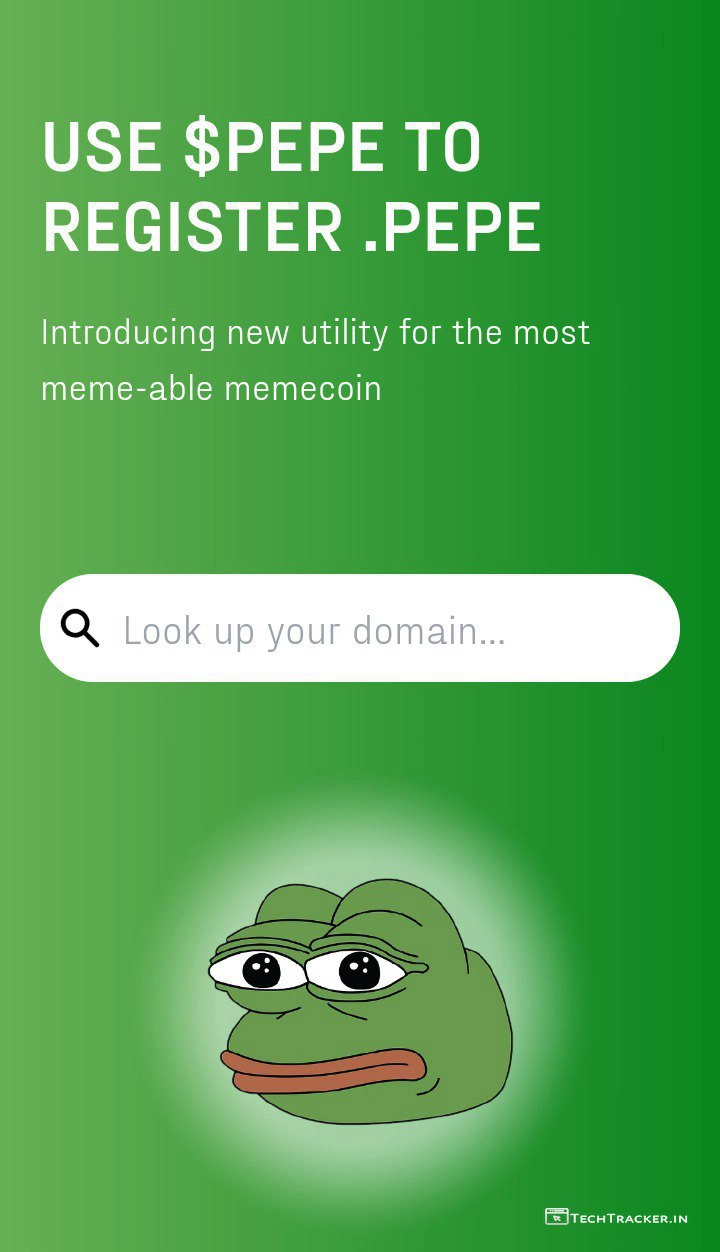 USE $PEPE TO
REGISTER .PEPE
Introducing new utility for the most
meme-able memecoin
Look up your domain...
TECHTRACKER.IN